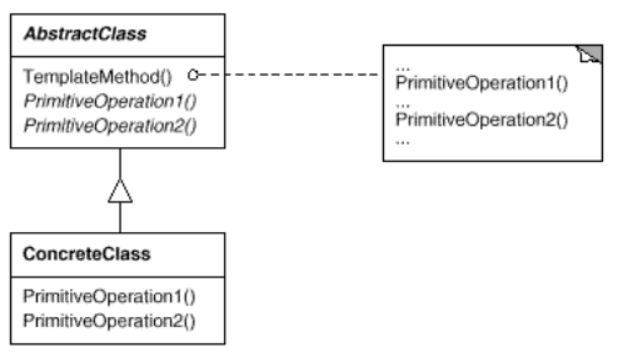 AbstractClass
TemplateMethod()
PrimitiveOperation1()
PrimitiveOperation2()
...
PrimitiveOperation1()
...
PrimitiveOperation2()
...
ConcreteClass
PrimitiveOperation1()
PrimitiveOperation2()